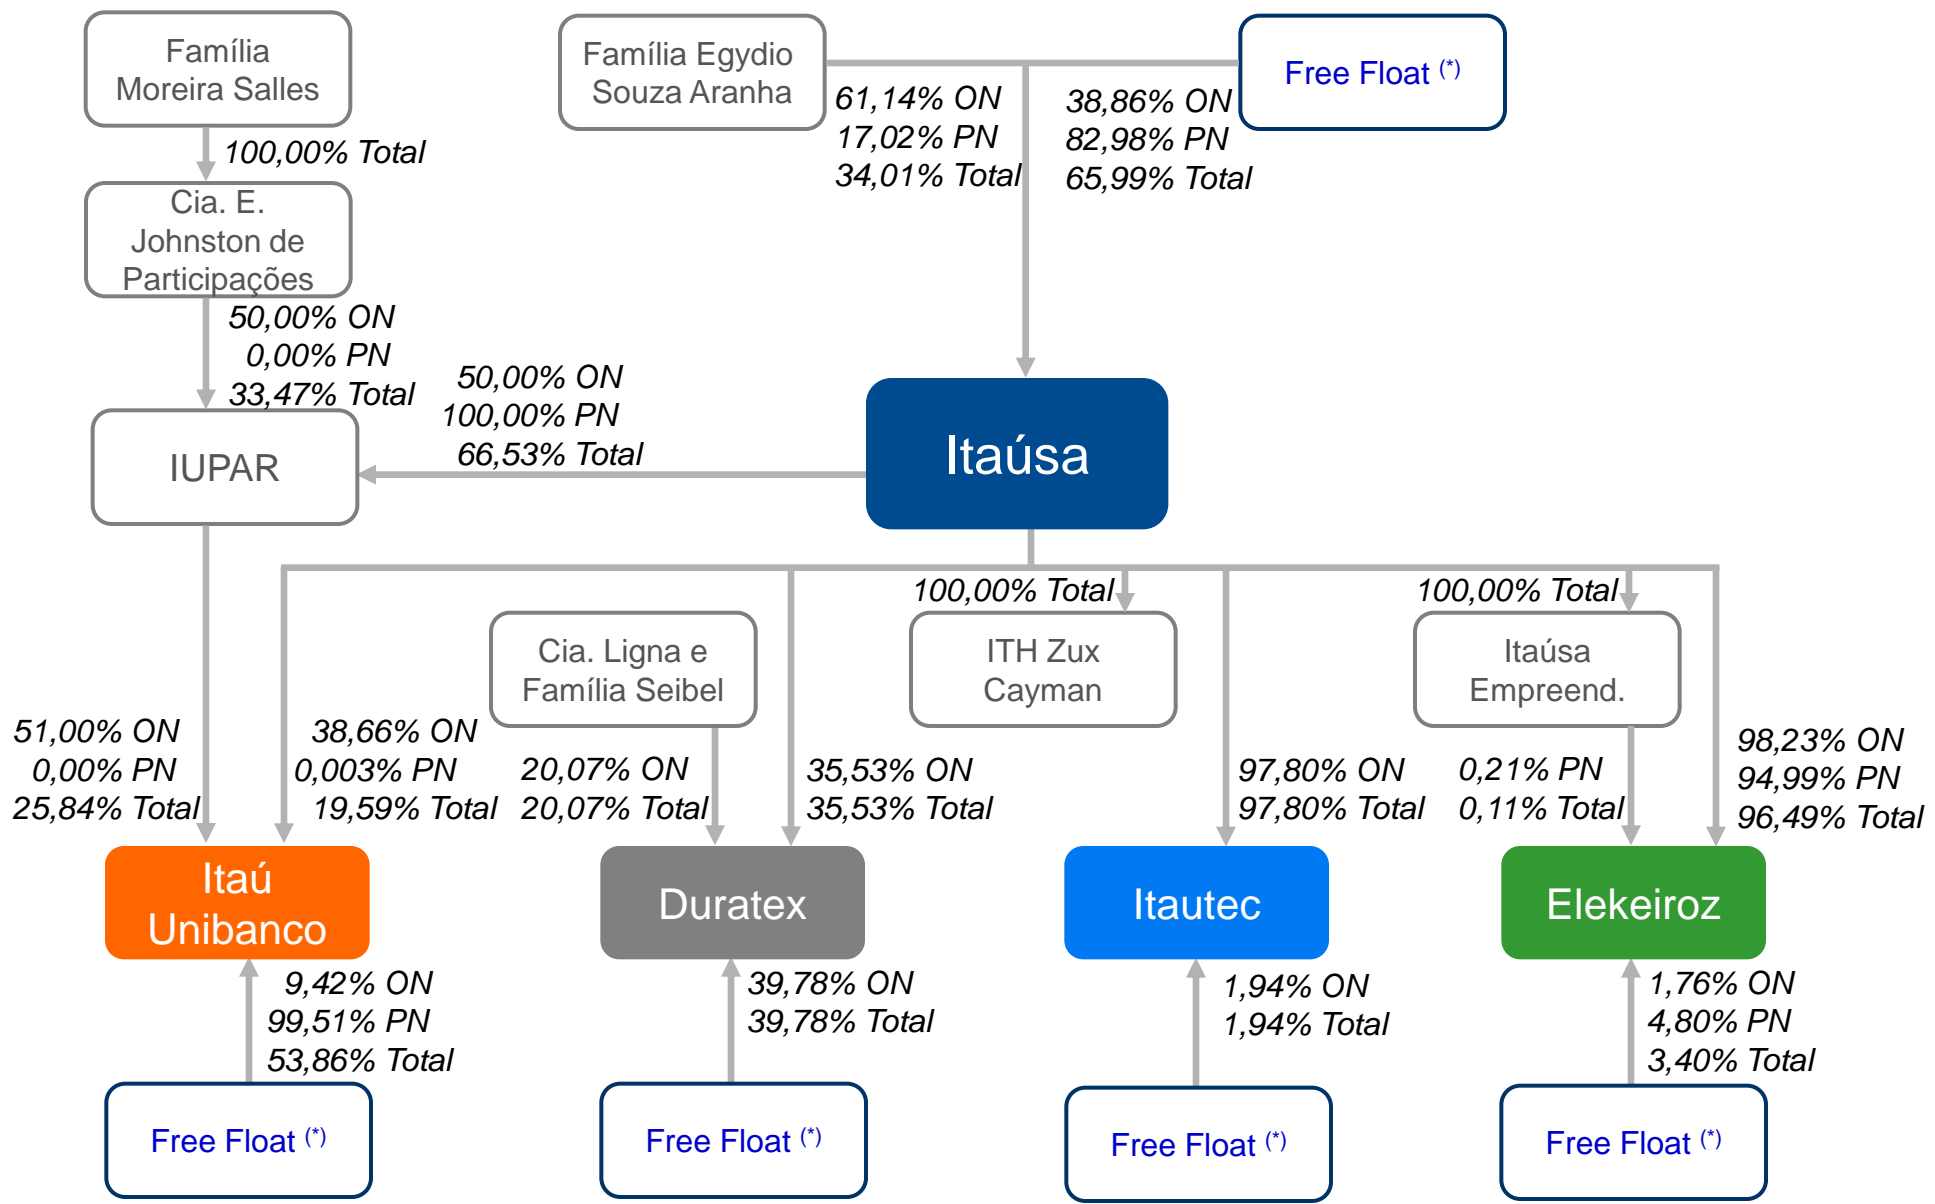 Família
Moreira Salles
Família Egydio
Souza Aranha
Free Float (*)
61,14% ON
17,02% PN
34,01% Total
38,86% ON
82,98% PN
65,99% Total
100,00% Total
Cia. E.
Johnston de
Participações
50,00% ON
0,00% PN
33,47% Total
50,00% ON
100,00% PN
66,53% Total
IUPAR
Itaúsa
100,00% Total
100,00% Total
Cia. Ligna e
Família Seibel
ITH Zux
Cayman
Itaúsa
Empreend.
51,00% ON
0,00% PN
25,84% Total
38,66% ON
0,003% PN
19,59% Total
20,07% ON
20,07% Total
35,53% ON
35,53% Total
97,80% ON
97,80% Total
0,21% PN
0,11% Total
98,23% ON
94,99% PN
96,49% Total
Itaú
Unibanco
Duratex
Itautec
Elekeiroz
9,42% ON
99,51% PN
53,86% Total
39,78% ON
39,78% Total
1,94% ON
1,94% Total
1,76% ON
4,80% PN
3,40% Total
Free Float (*)
Free Float (*)
Free Float (*)
Free Float (*)